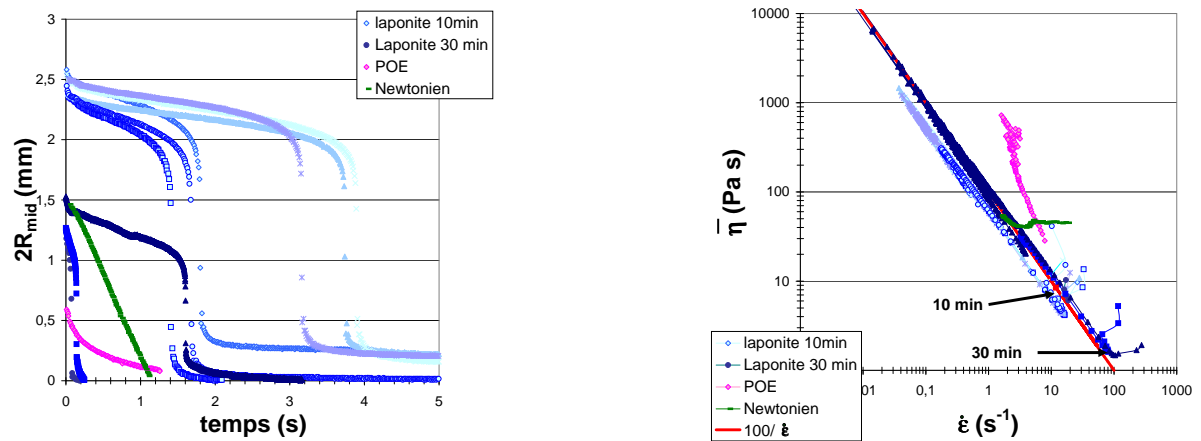 3
2,5
2
1,5
1
0,5
0
0 1 2 3 4 5
2R_mid (mm)
temps (s)
laponite 10min
Laponite 30 min
POE
Newtonien
10000
1000
100
10
01 0,1 1 10 100 1000
η̅ (Pa s)
ε̇ (s⁻¹)
10 min
30 min
laponite 10min
Laponite 30 min
POE
Newtonien
100/ ε̇